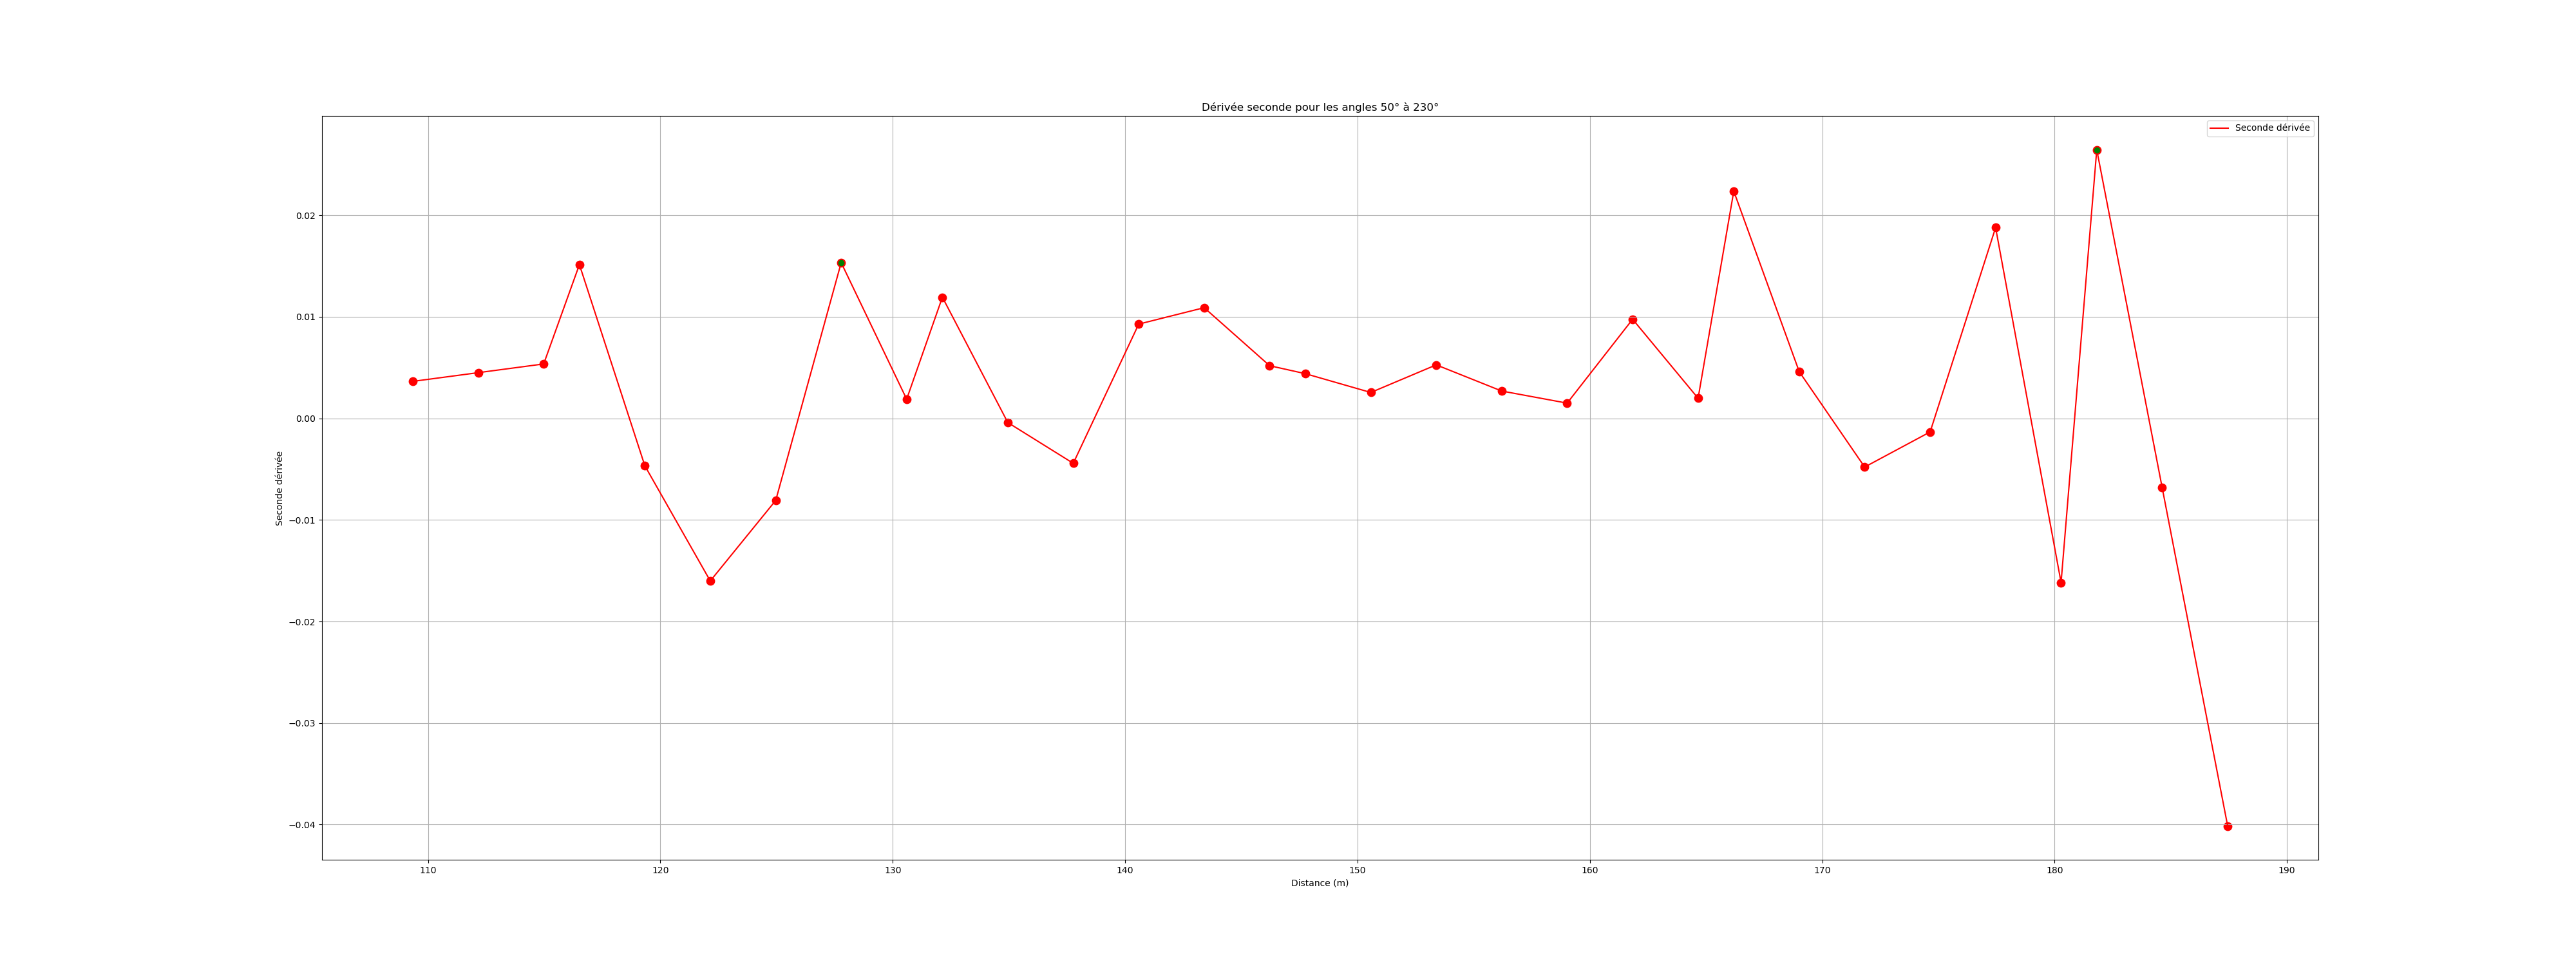 Dérivée seconde pour les angles 50° à 230°
Seconde dérivée
0.02
0.01
0.00
−0.01
−0.02
−0.03
−0.04
Seconde dérivée
110 120 130 140 150 160 170 180 190
Distance (m)